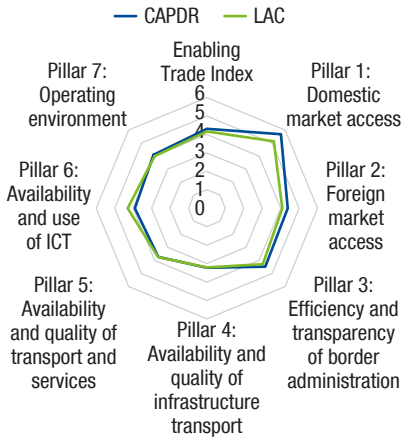 CAPDR
LAC
Enabling
Trade Index
Pillar 1:
Domestic
market access
Pillar 2:
Foreign
market
access
Pillar 3:
Efficiency and
transparency
of border
administration
Pillar 4:
Availability and
quality of
infrastructure
transport
Pillar 5:
Availability
and quality of
transport and
services
Pillar 6:
Availability
and use
of ICT
Pillar 7:
Operating
environment
6
5
4
3
2
1
0